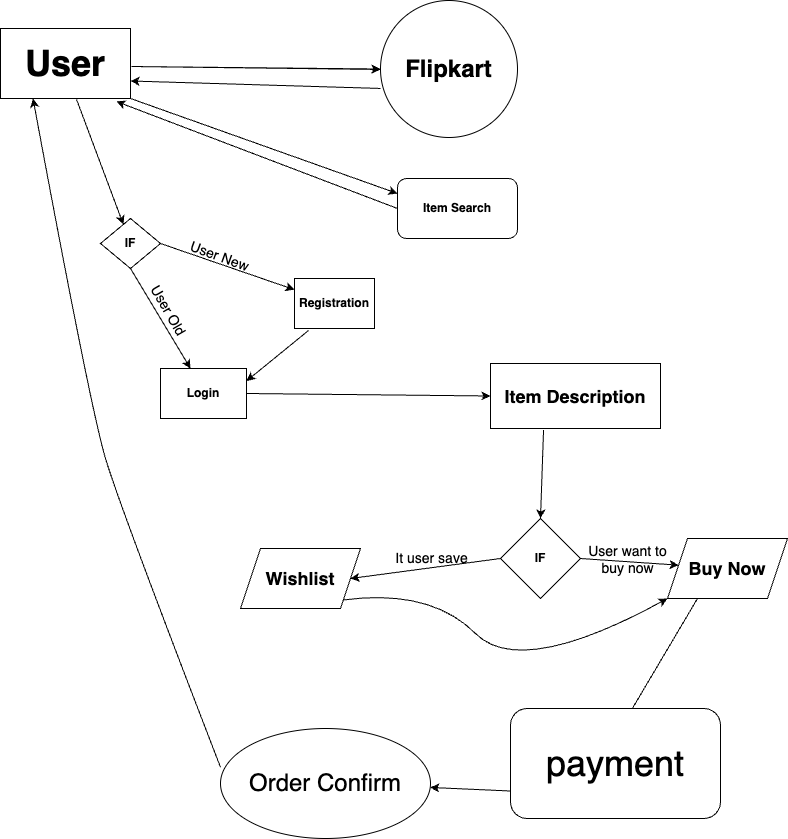 User
Flipkart
Item Search
IF
User New
Registration
User Old
Login
Item Description
IF
It user save
User want to
buy now
Wishlist
Buy Now
payment
Order Confirm